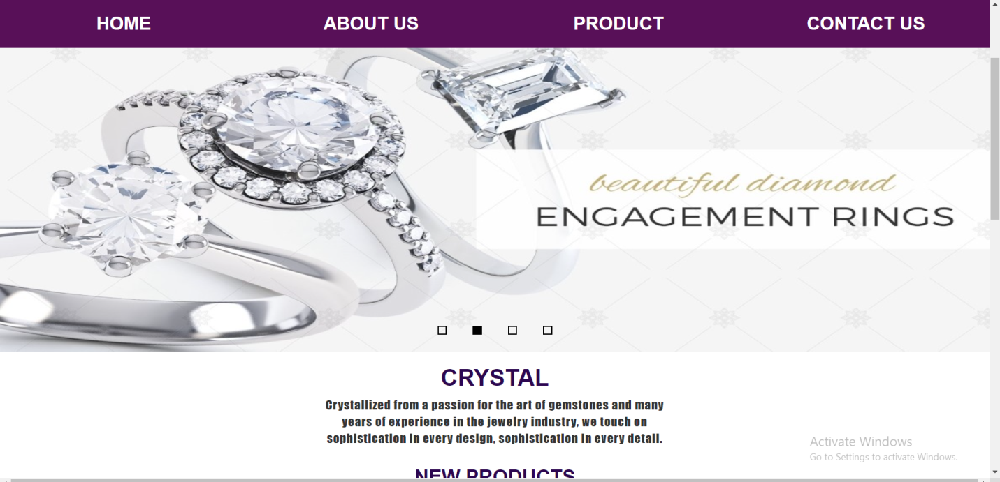 HOME
ABOUT US
PRODUCT
CONTACT US
beautiful diamond
ENGAGEMENT RINGS
CRYSTAL
Crystallized from a passion for the art of gemstones and many
years of experience in the jewelry industry, we touch on
sophistication in every design, sophistication in every detail.
Activate Windows
Go to Settings to activate Windows.
NEW PRODUCTS